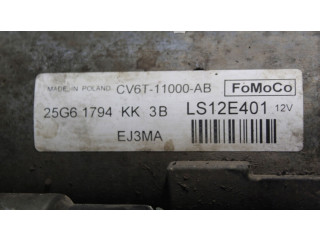 MADE IN POLAND CV6T-11000-AB FoMoCo
25G6 1794 KK 3B LS12E401 12V
EJ3MA